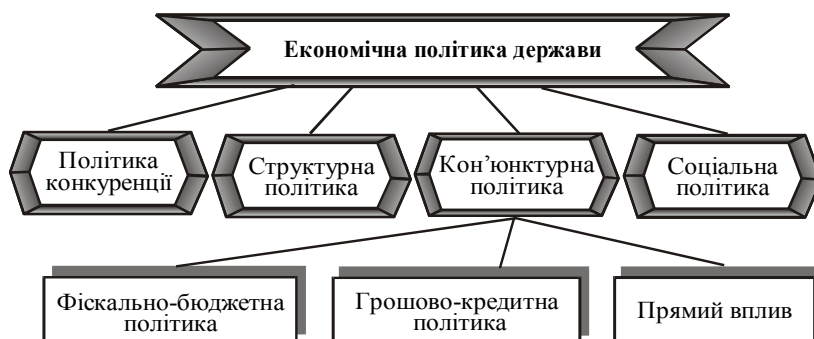 Економічна політика держави
Політика
конкуренції
Структурна
політика
Кон’юнктурна
політика
Соціальна
політика
Фіскально-бюджетна
політика
Грошово-кредитна
політика
Прямий вплив